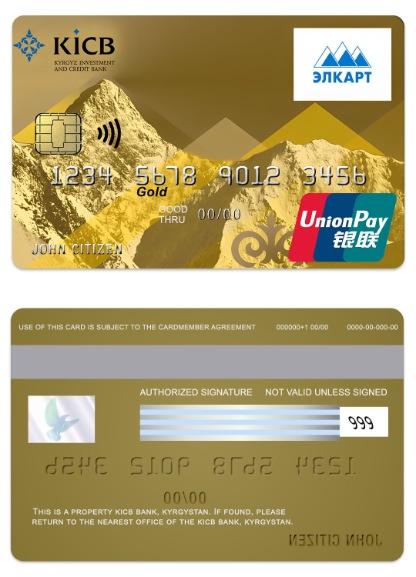 KICB
KYRGYZ INVESTMENT
AND CREDIT BANK
ЭЛКАРТ
1234 5678 9012 3456
Gold
GOOD
THRU 00/00
JOHN CITIZEN
UnionPay
银联
USE OF THIS CARD IS SUBJECT TO THE CARDMEMBER AGREEMENT 000000+1 00/00 0000-00-000-00
AUTHORIZED SIGNATURE NOT VALID UNLESS SIGNED
999
1234 5678 9012 3456
00/00
THIS IS A PROPERTY KICB BANK, KYRGYSTAN. IF FOUND, PLEASE
RETURN TO THE NEAREST OFFICE OF THE KICB BANK, KYRGYSTAN.
JOHN CITIZEN